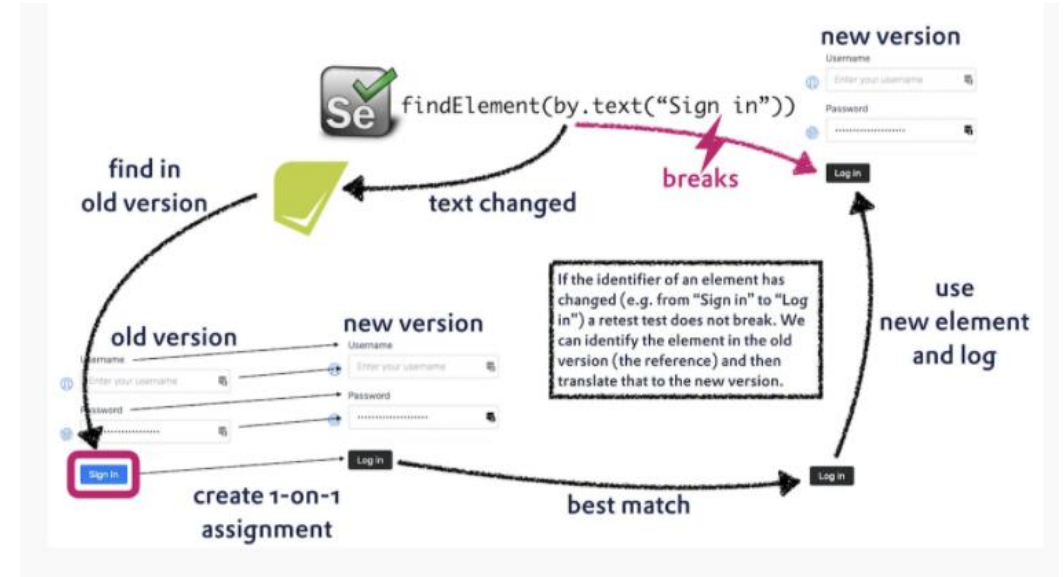 new version
Username
Enter your username
Password
Log in
Se
findElement(by.text(“Sign in”))
breaks
text changed
find in
old version
If the identifier of an element has
changed (e.g. from “Sign in” to “Log
in”) a retest test does not break. We
can identify the element in the old
version (the reference) and then
translate that to the new version.
use
new element
and log
old version
Username
Enter your username
Password
Sign In
new version
Username
Enter your username
Password
Log in
create 1-on-1
assignment
best match
Log in